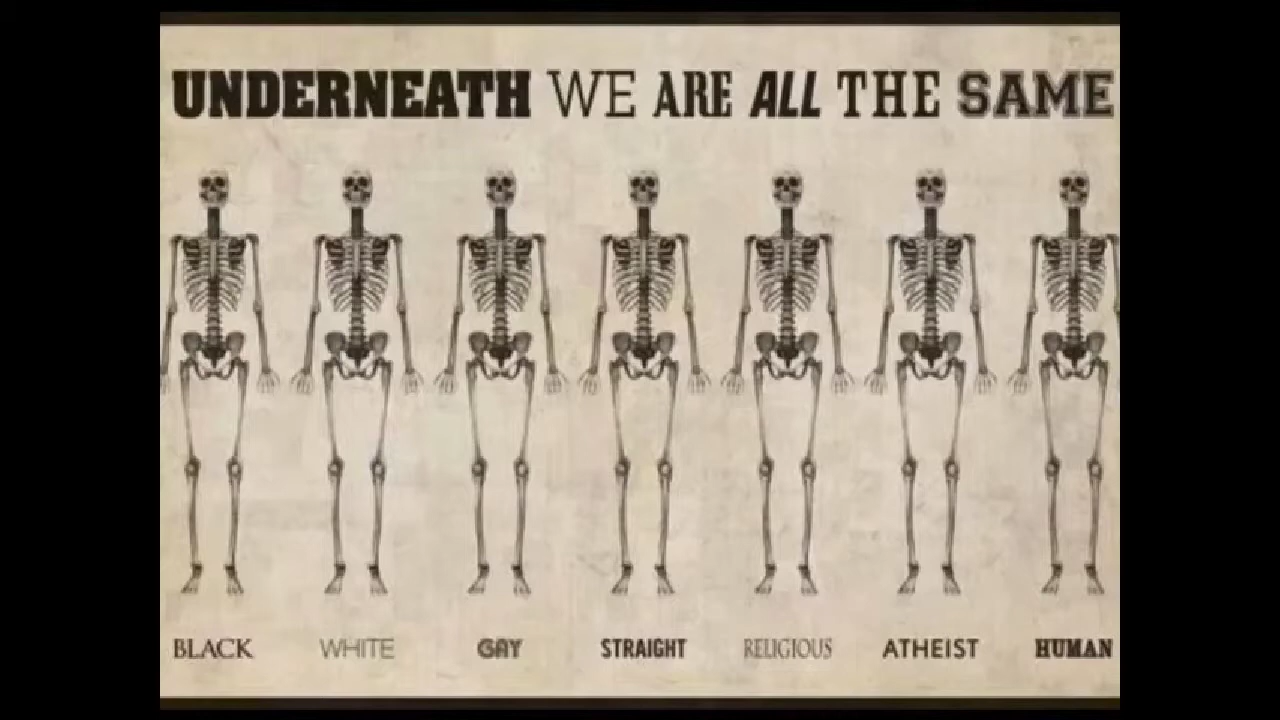 UNDERNEATH WE ARE ALL THE SAME
BLACK WHITE GAY STRAIGHT RELIGIOUS ATHEIST HUMAN